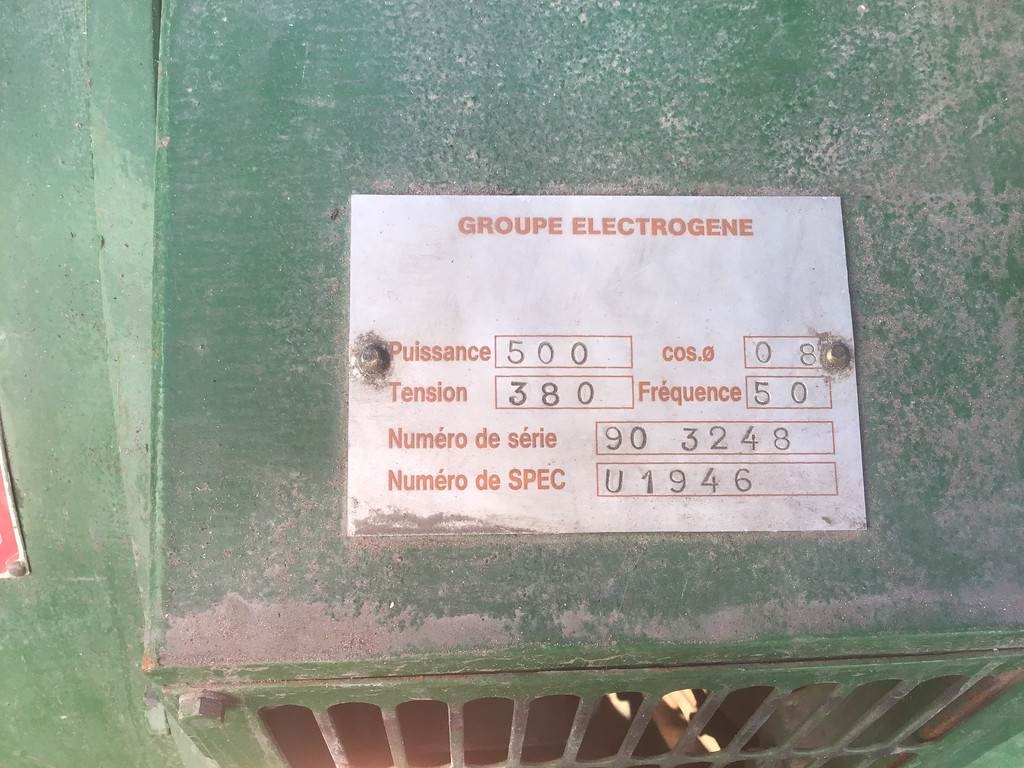 GROUPE ELECTROGENE
Puissance 500 cos.ø 0 8
Tension 380 Fréquence 50
Numéro de série 90 3248
Numéro de SPEC U1946